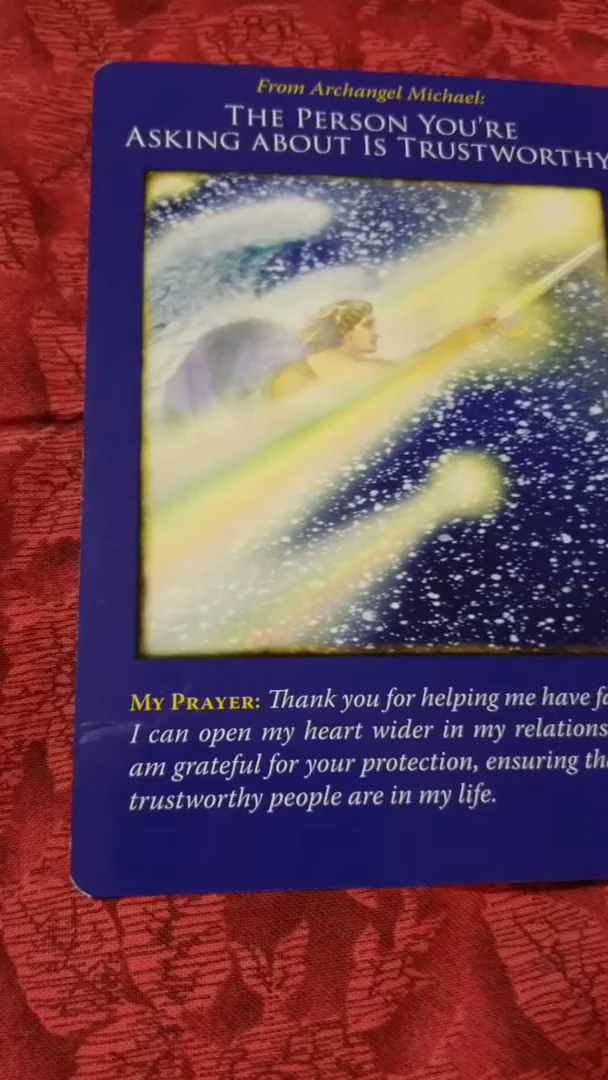 From Archangel Michael:
THE PERSON YOU'RE
ASKING ABOUT IS TRUSTWORTHY
MY PRAYER: Thank you for helping me have
I can open my heart wider in my
am grateful for your protection, ensuring
trustworthy people are in my life.